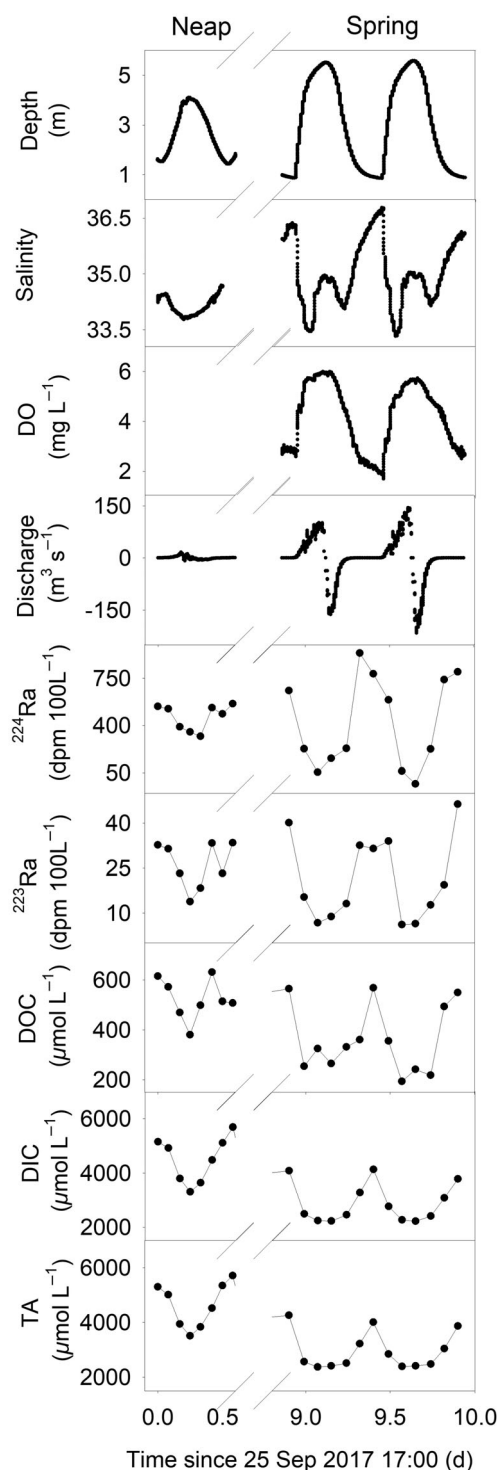 Neap Spring
Depth
(m)
5
3
1
Salinity
36.5
35.0
33.5
DO
(mg L⁻¹)
6
4
2
Discharge
(m³ s⁻¹)
150
0
-150
²²⁴Ra
(dpm 100L⁻¹)
750
400
50
²²³Ra
(dpm 100L⁻¹)
40
25
10
DOC
(µmol L⁻¹)
600
400
200
DIC
(µmol L⁻¹)
6000
4000
2000
TA
(µmol L⁻¹)
6000
4000
2000
0.0 0.5 9.0 9.5 10.0
Time since 25 Sep 2017 17:00 (d)